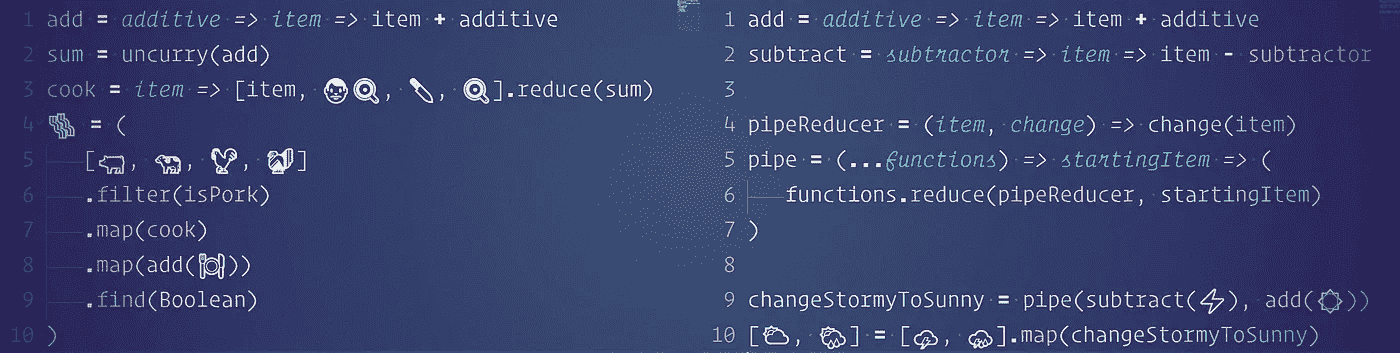 1 add = additive => item => item + additive
2 sum = uncurry(add)
3 cook = item => [item, 👨‍🍳, 🔪, 🍳].reduce(sum)
4 🥓 = (
5 [🐖, 🐄, 🐓, 🦃]
6 .filter(isPork)
7 .map(cook)
8 .map(add(🍽))
9 .find(Boolean)
10 )
1 add = additive => item => item + additive
2 subtract = subtractor => item => item - subtractor
3
4 pipeReducer = (item, change) => change(item)
5 pipe = (...functions) => startingItem => (
6 functions.reduce(pipeReducer, startingItem)
7 )
8
9 changeStormyToSunny = pipe(subtract(⚡), add(☀))
10 [🌥, 🌦] = [🌩, ⛈].map(changeStormyToSunny)